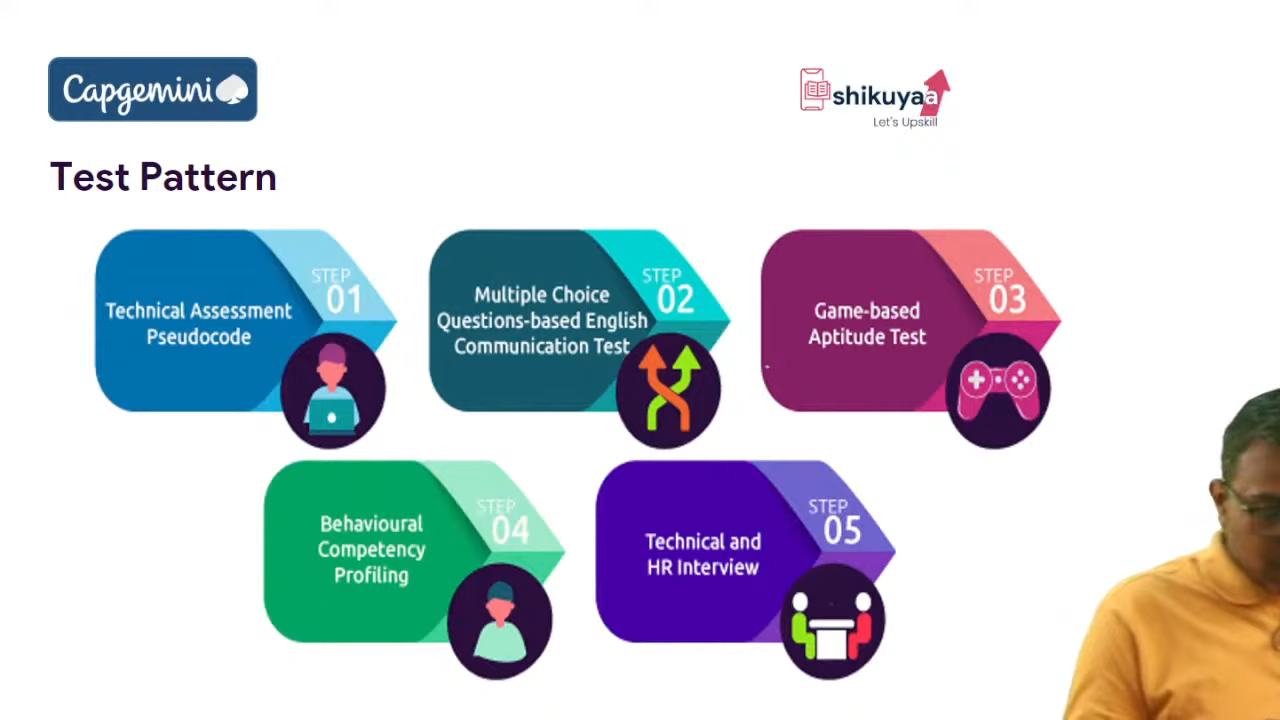 Capgemini
shikuyaa
Let's Upskill
Test Pattern
Technical Assessment
Pseudocode
STEP
01
Multiple Choice
Questions-based English
Communication Test
STEP
02
Game-based
Aptitude Test
STEP
03
Behavioural
Competency
Profiling
STEP
04
Technical and
HR Interview
STEP
05